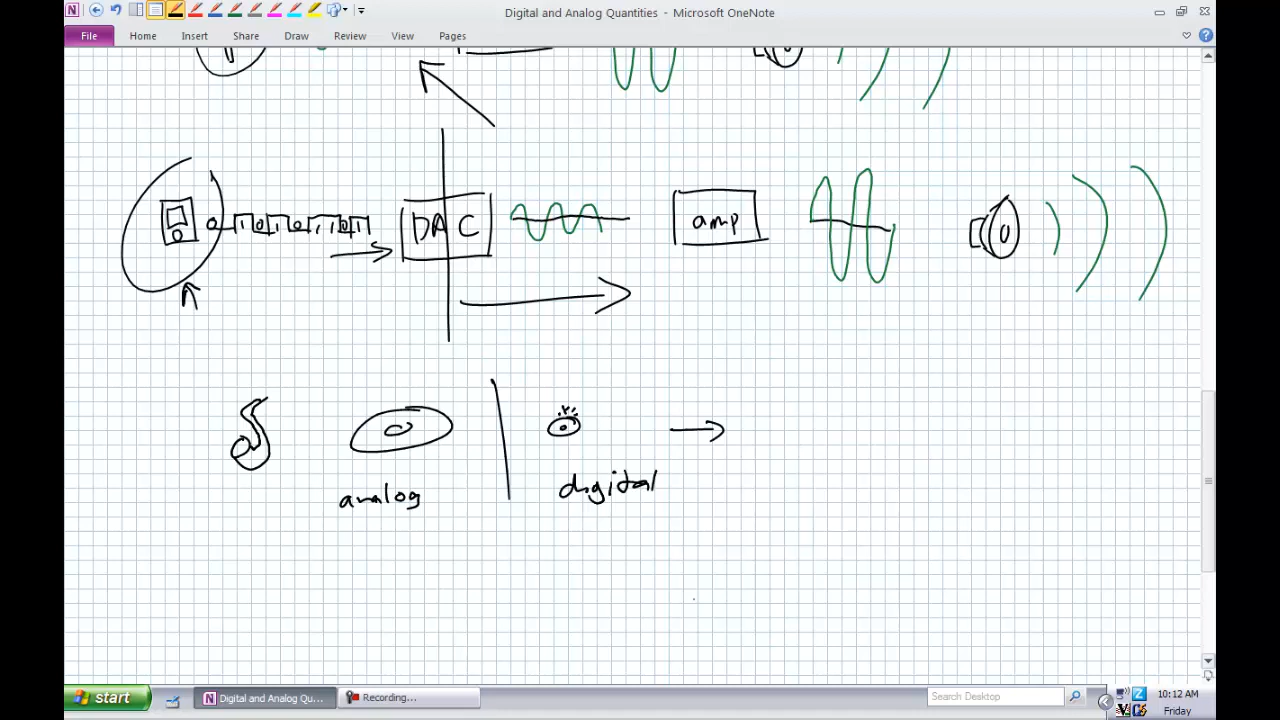 Digital and Analog Quantities - Microsoft OneNote
File Home Insert Share Draw Review View Pages
DAC
amp
analog
digital
start
Digital and Analog Qu...
Recording...
Search Desktop
10:12 AM
Friday